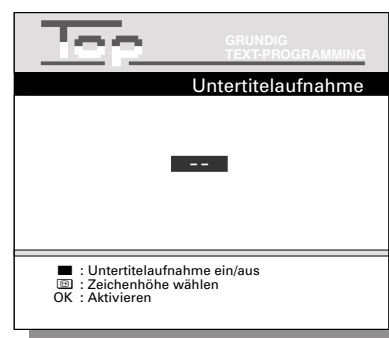 Top
GRUNDIG
TEXT-PROGRAMMING
Untertitelaufnahme
--
: Untertitelaufnahme ein/aus
: Zeichenhöhe wählen
OK : Aktivieren